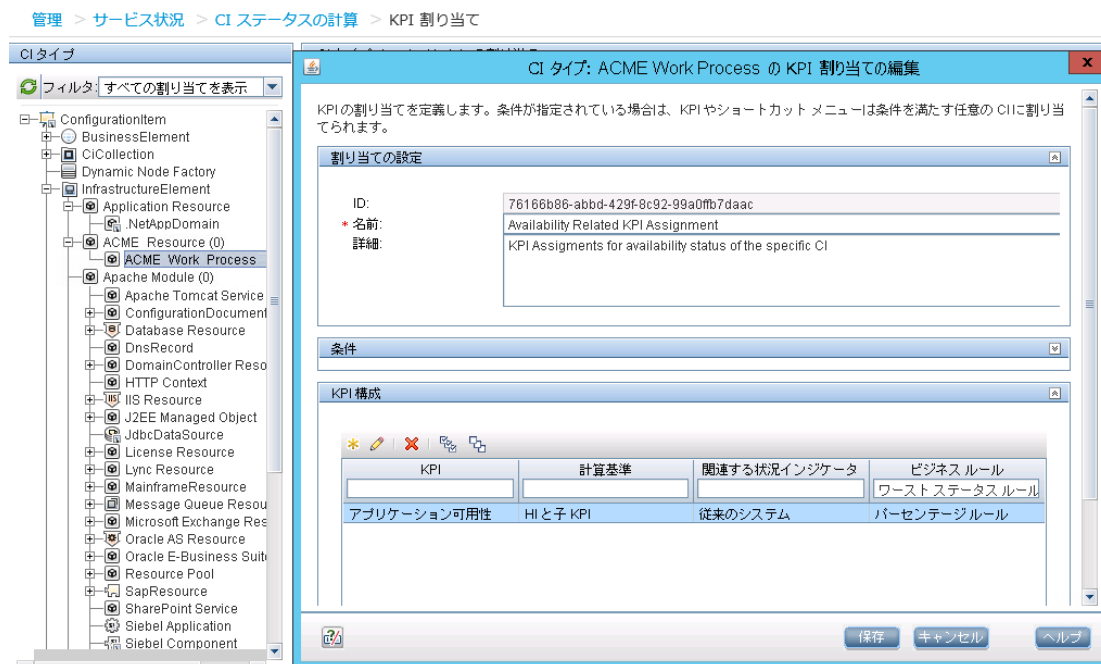 管理 > サービス状況 > CI ステータスの計算 > KPI 割り当て
CIタイプ
フィルタ: すべての割り当てを表示
ConfigurationItem
BusinessElement
CiCollection
Dynamic Node Factory
InfrastructureElement
Application Resource
.NetAppDomain
ACME_Resource (0)
ACME_Work_Process
Apache Module (0)
Apache Tomcat Service
ConfigurationDocument
Database Resource
DnsRecord
DomainController Reso
HTTP Context
IIS Resource
J2EE Managed Object
JdbcDataSource
License Resource
Lync Resource
MainframeResource
Message Queue Resou
Microsoft Exchange Res
Oracle AS Resource
Oracle E-Business Suit
Resource Pool
SapResource
SharePoint Service
Siebel Application
Siebel Component
CI タイプ: ACME Work Process の KPI 割り当ての編集
x
KPIの割り当てを定義します。条件が指定されている場合は、KPIやショートカット メニューは条件を満たす任意の CIIに割り当
てられます。
割り当ての設定
ID: 76166b86-abbd-429f-8c92-99a0ffb7daac
* 名前: Availability Related KPI Assignment
詳細: KPI Assigments for availability status of the specific CI
条件
KPI 構成
KPI 計算基準 関連する状況インジケータ ビジネス ルール
ワースト ステータス ルール
アプリケーション可用性 HI と子 KPI 従来のシステム パーセンテージ ルール
保存 キャンセル ヘルプ